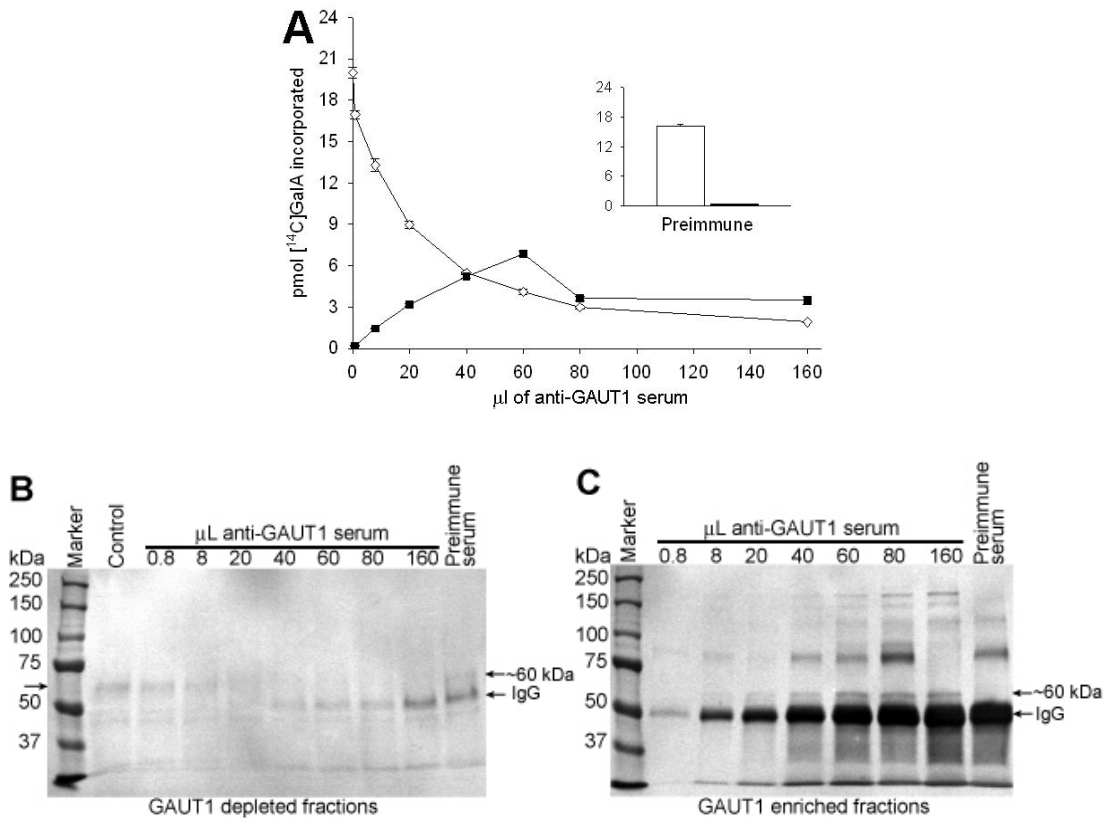 A
24
21
18
15
12
9
6
3
0
pmol [¹⁴C]GalA incorporated
0 20 40 60 80 100 120 140 160
µl of anti-GAUT1 serum
24
18
12
6
0
Preimmune
B
kDa
Marker
Control
µL anti-GAUT1 serum
0.8 8 20 40 60 80 160
Preimmune
serum
250
150
100
75
50
37
~60 kDa
IgG
GAUT1 depleted fractions
C
kDa
Marker
µL anti-GAUT1 serum
0.8 8 20 40 60 80 160
Preimmune
serum
250
150
100
75
50
37
~60 kDa
IgG
GAUT1 enriched fractions